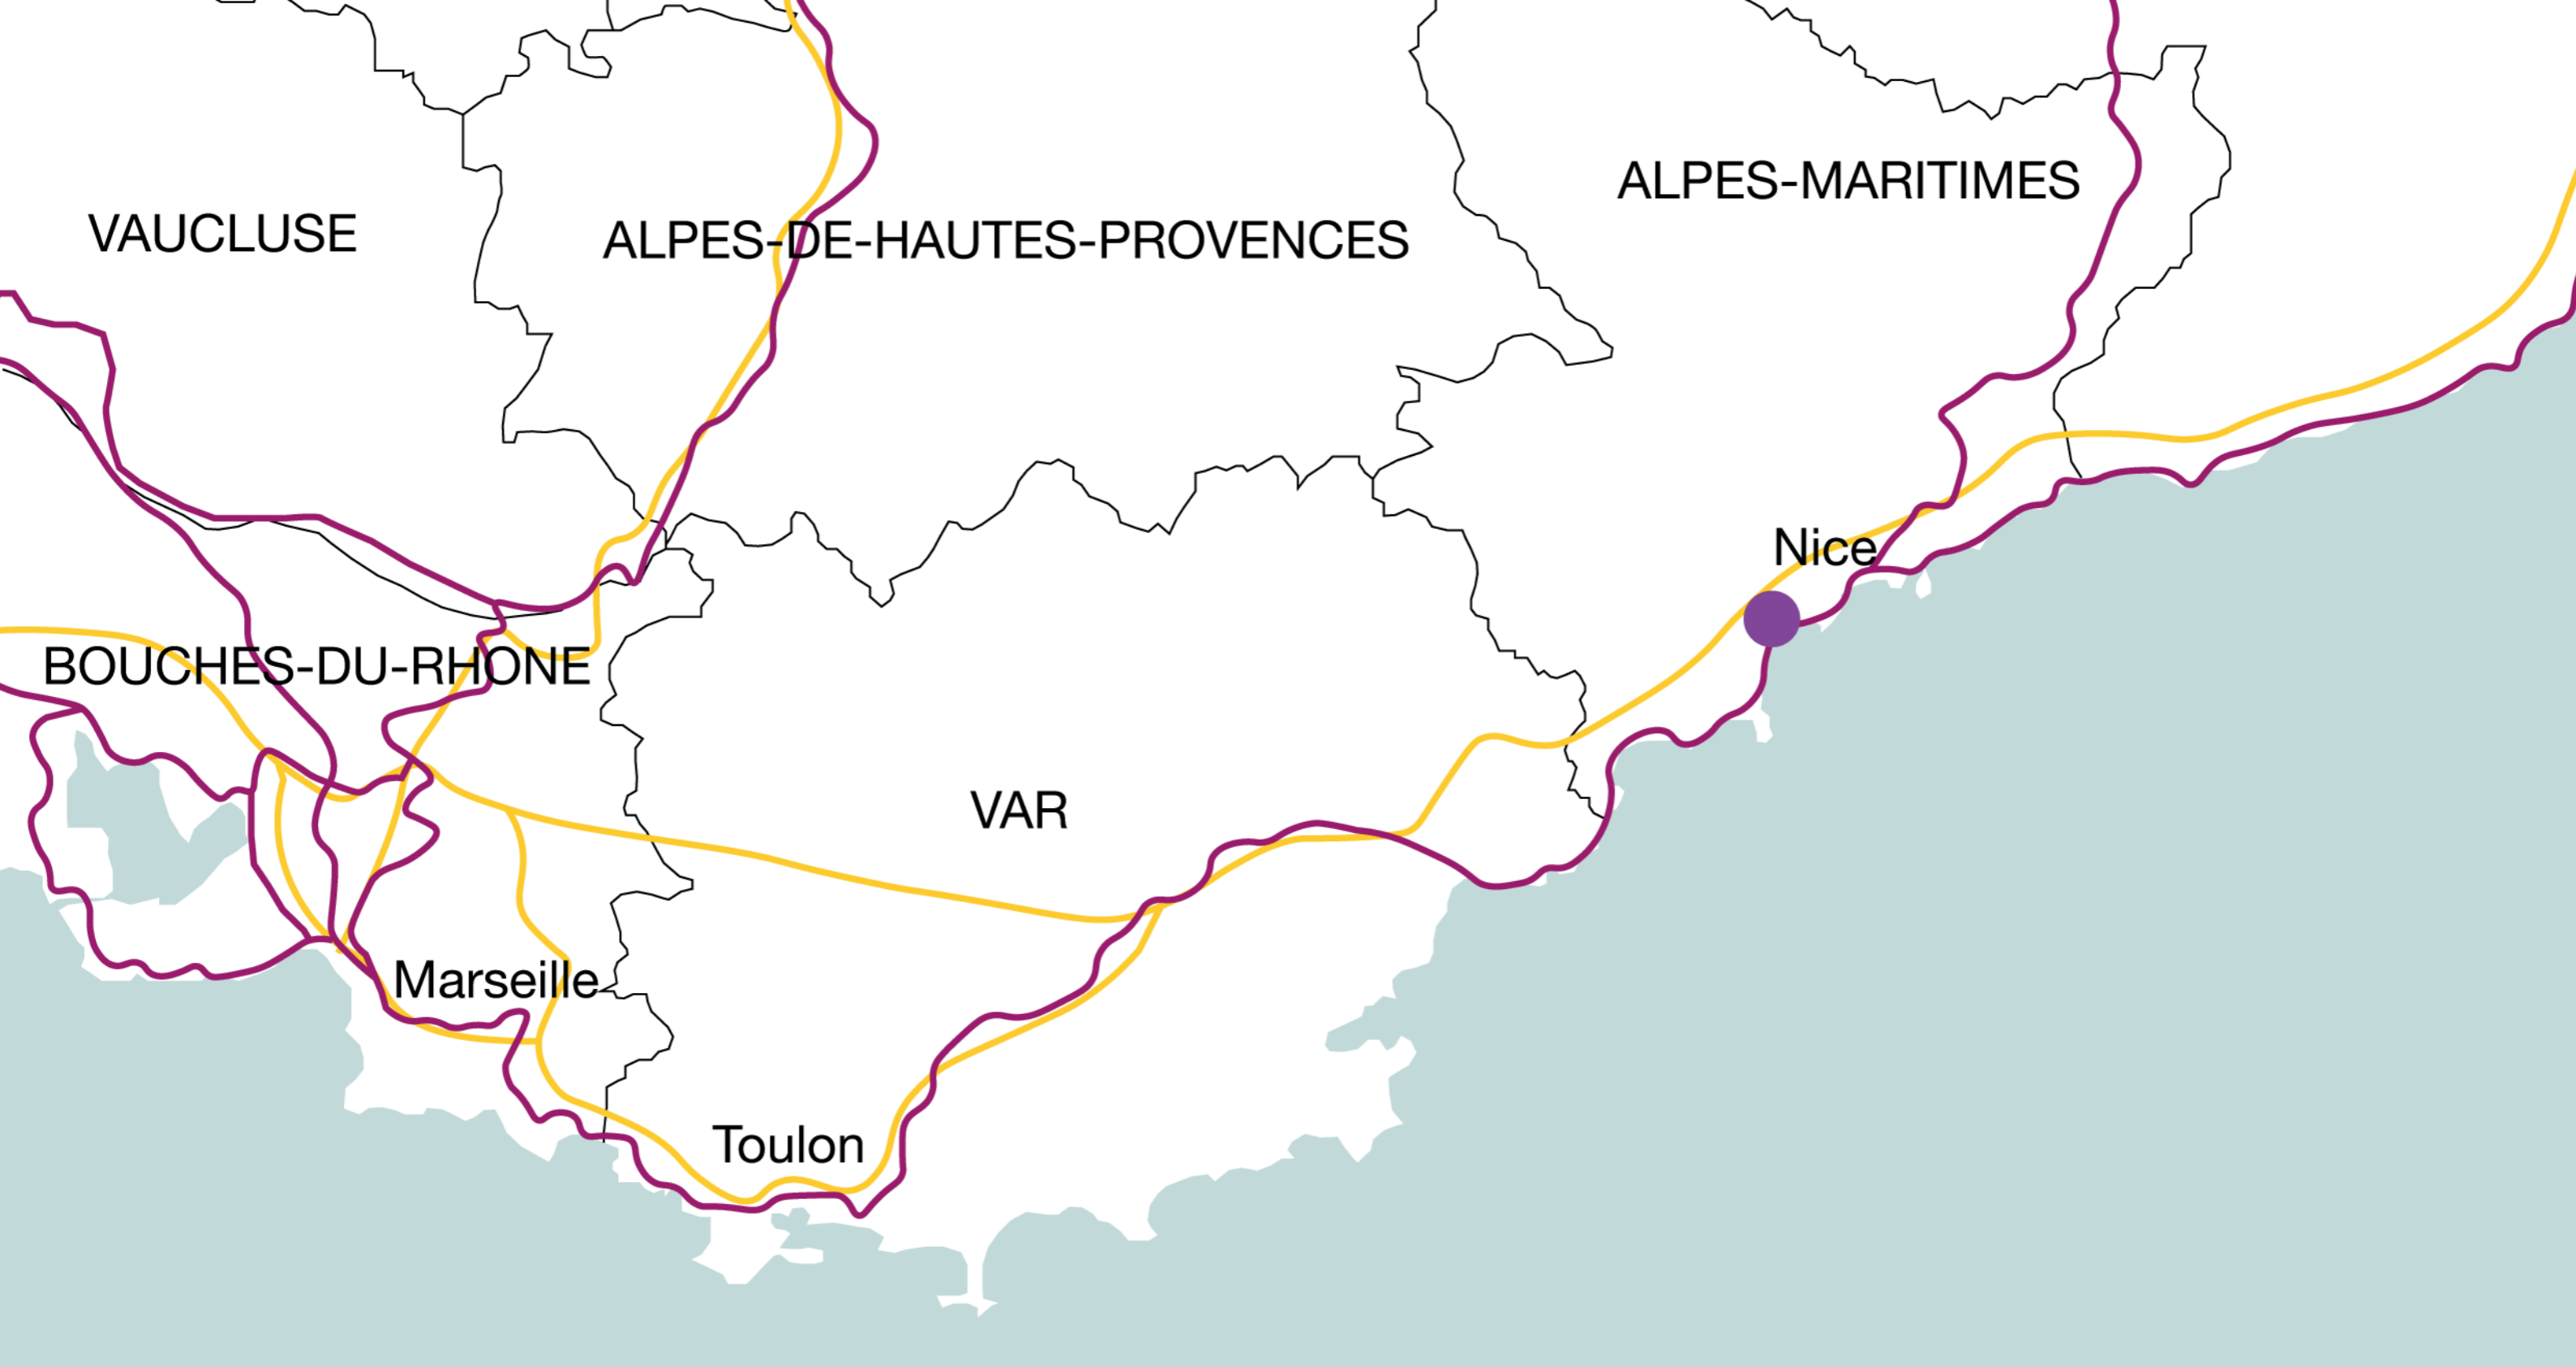 ALPES-MARITIMES
VAUCLUSE
ALPES-DE-HAUTES-PROVENCES
Nice
BOUCHES-DU-RHONE
VAR
Marseille
Toulon